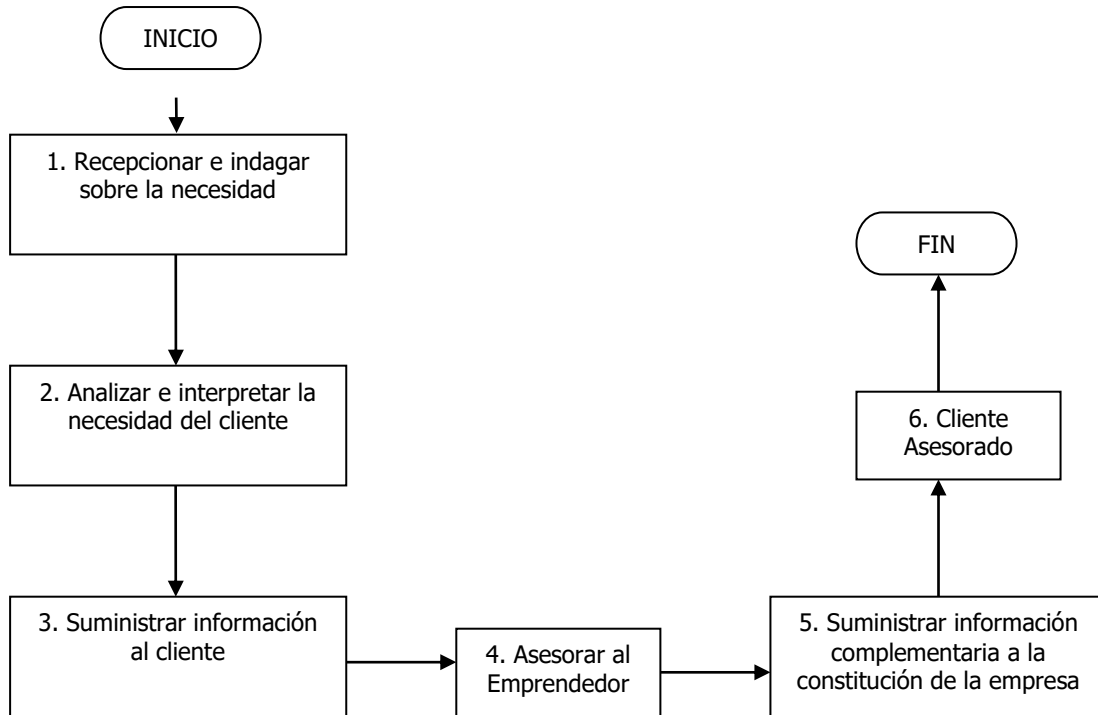 INICIO
1. Recepcionar e indagar
sobre la necesidad
2. Analizar e interpretar la
necesidad del cliente
3. Suministrar información
al cliente
4. Asesorar al
Emprendedor
5. Suministrar información
complementaria a la
constitución de la empresa
6. Cliente
Asesorado
FIN